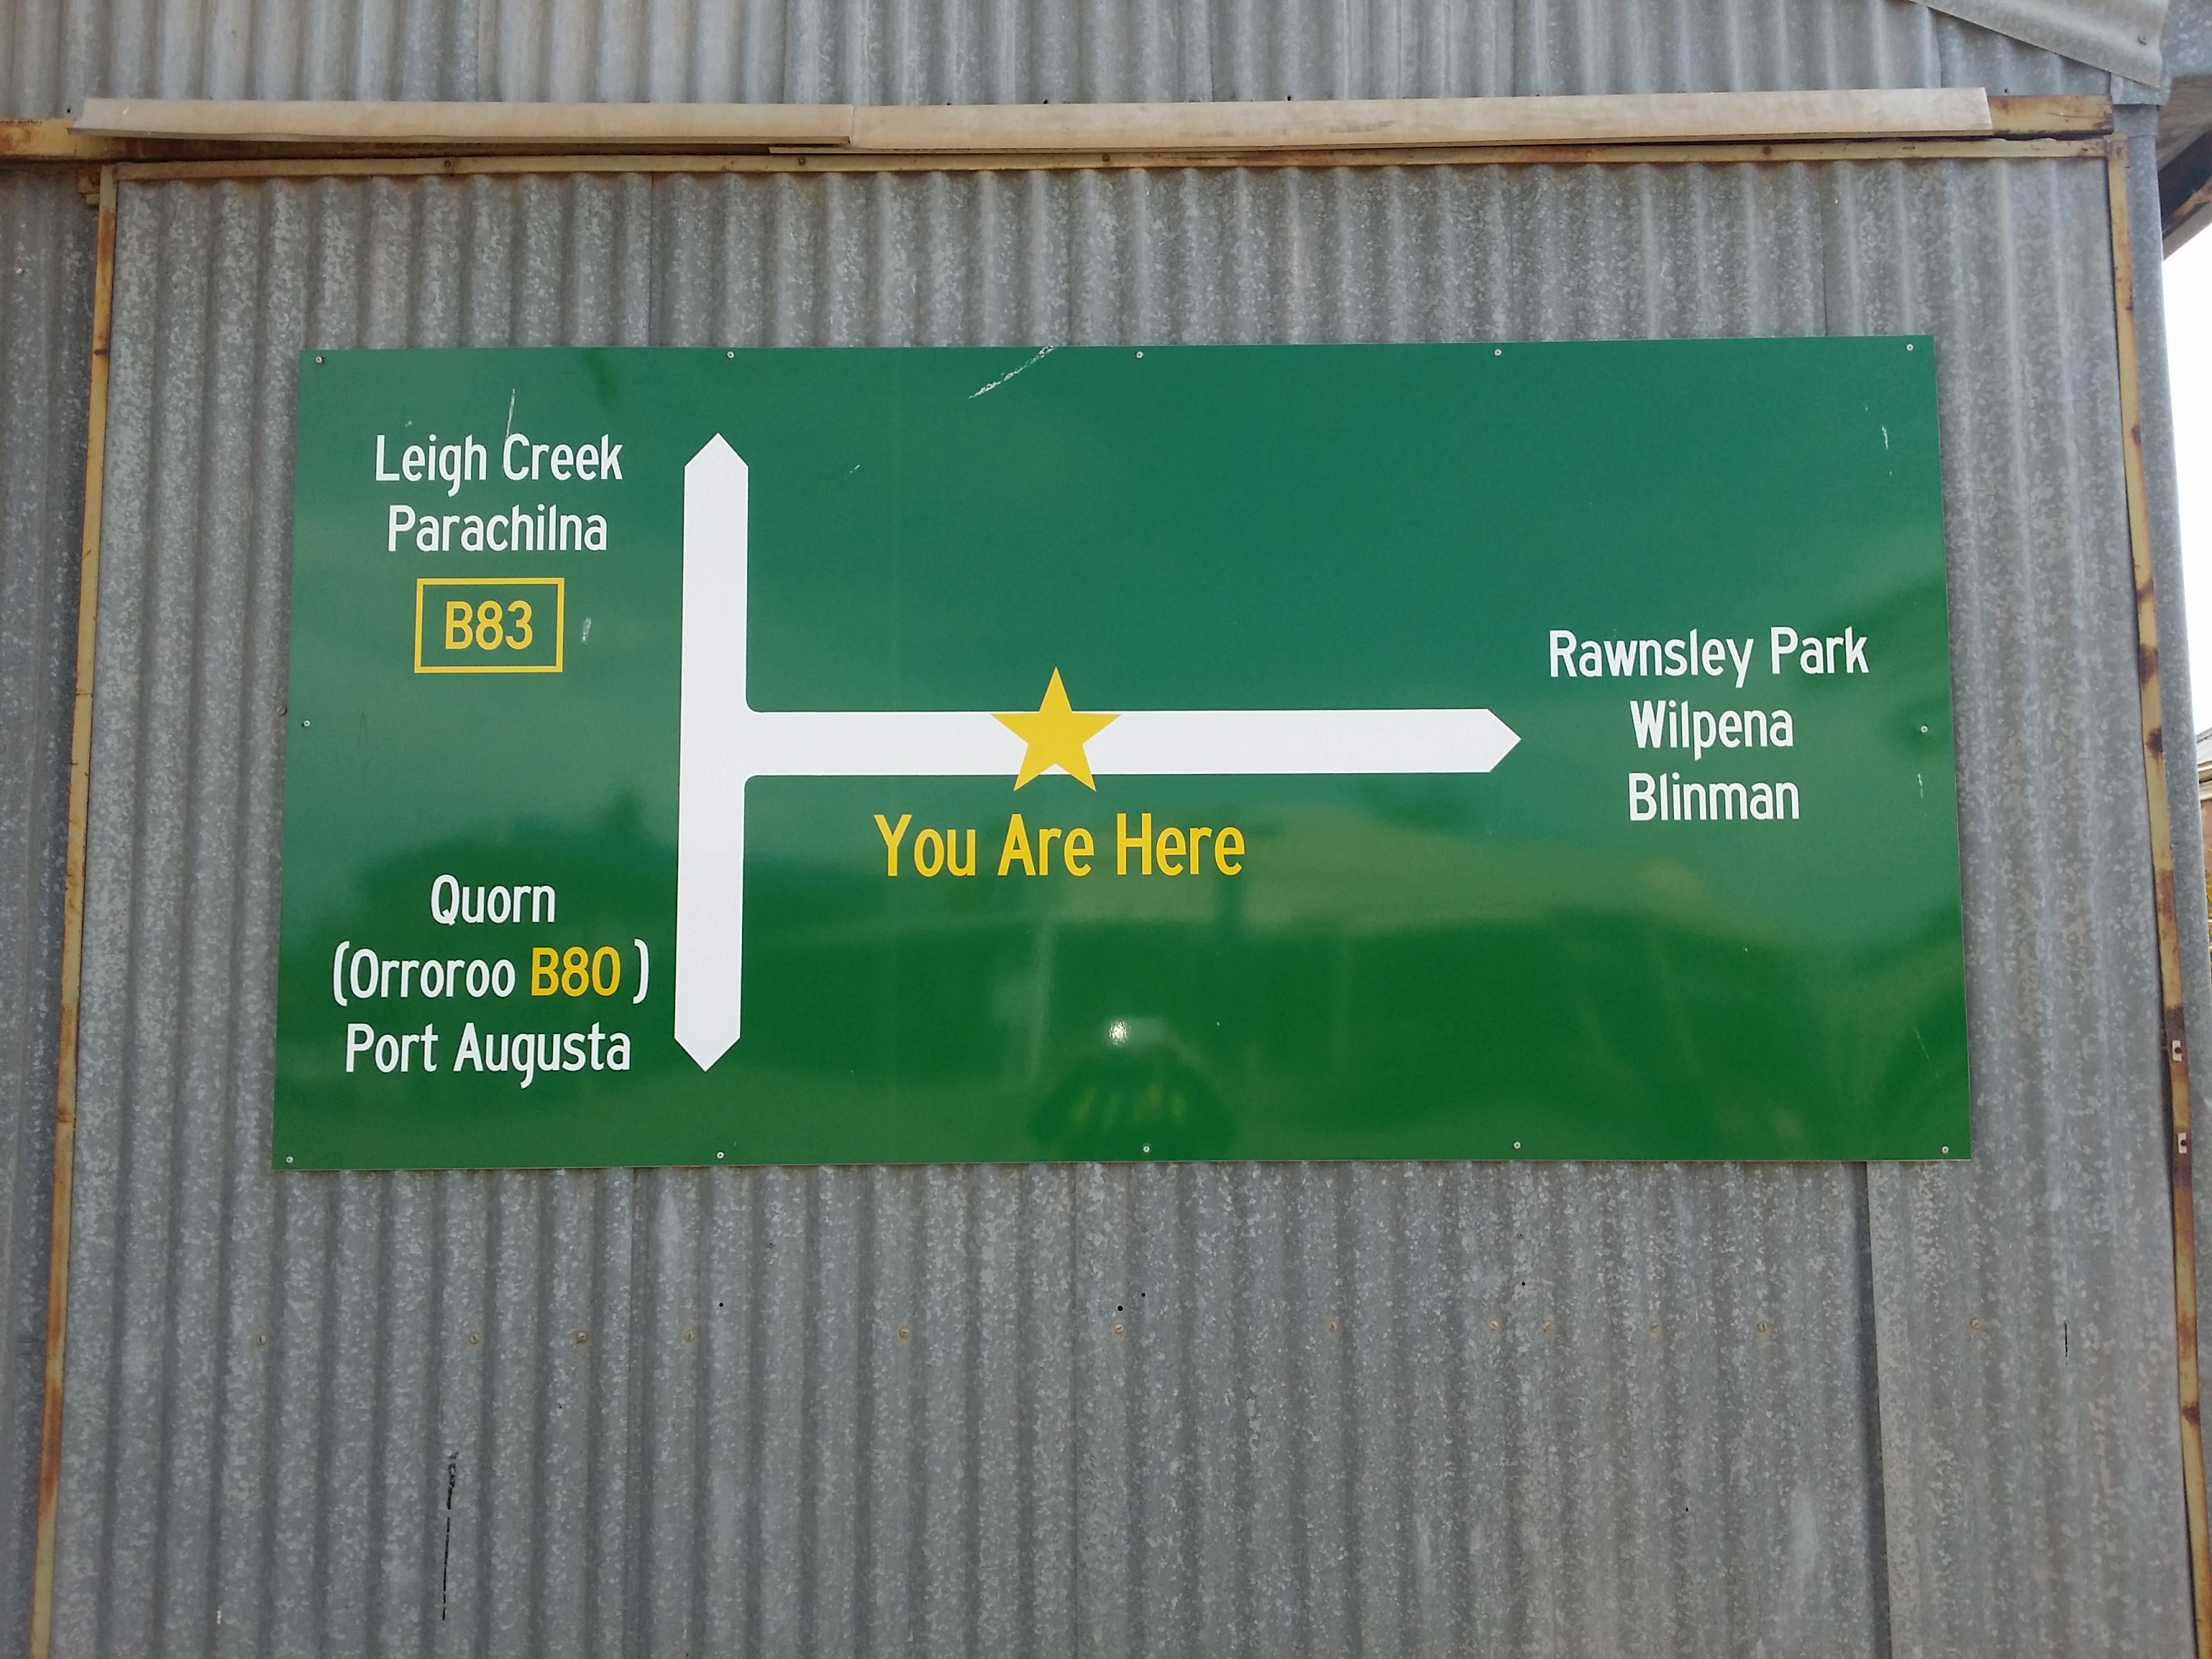 Leigh Creek
Parachilna
B83
Rawnsley Park
Wilpena
Blinman
You Are Here
Quorn
(Orroroo B80 )
Port Augusta